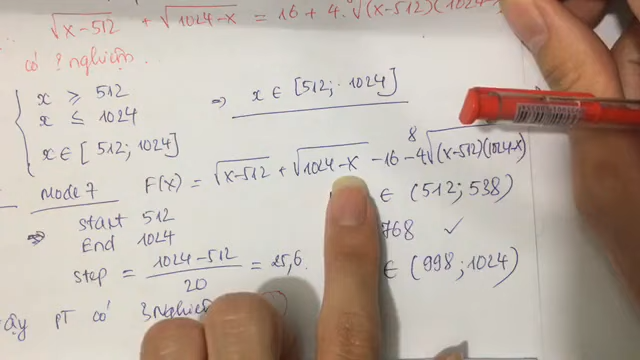 √x-512 + √1024-x = 16 + 4.⁸√(x-512)(1024-x
có ? nghiệm
{ x ≥ 512
x ≤ 1024
x ∈ [512; 1024]
⇒ x ∈ [512; 1024]
Mode 7 F(x) = √x-512 + √1024-x - 16 - 4⁸√(x-512)(1024-x)
⇒ Start 512
End 1024
Step = (1024-512)/20 = 25,6.
∈ (512; 538)
768 ✓
∈ (998; 1024)
PT có 3 nghiệm